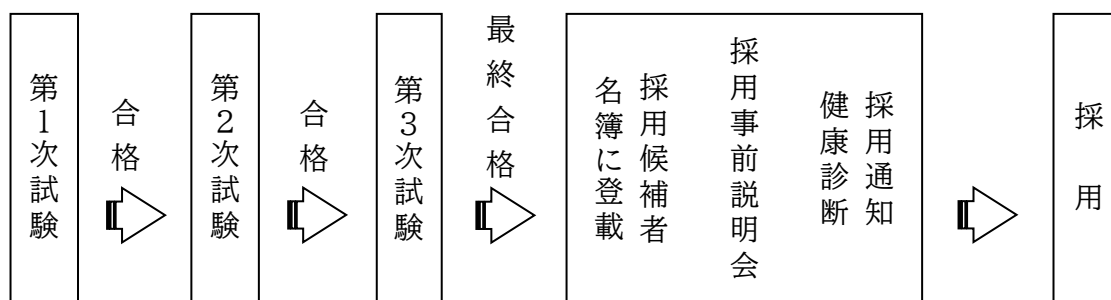 第1次試験
合格
第2次試験
合格
第3次試験
最終合格
採用候補者
名簿に登載
採用事前説明会
採用通知
健康診断
採用